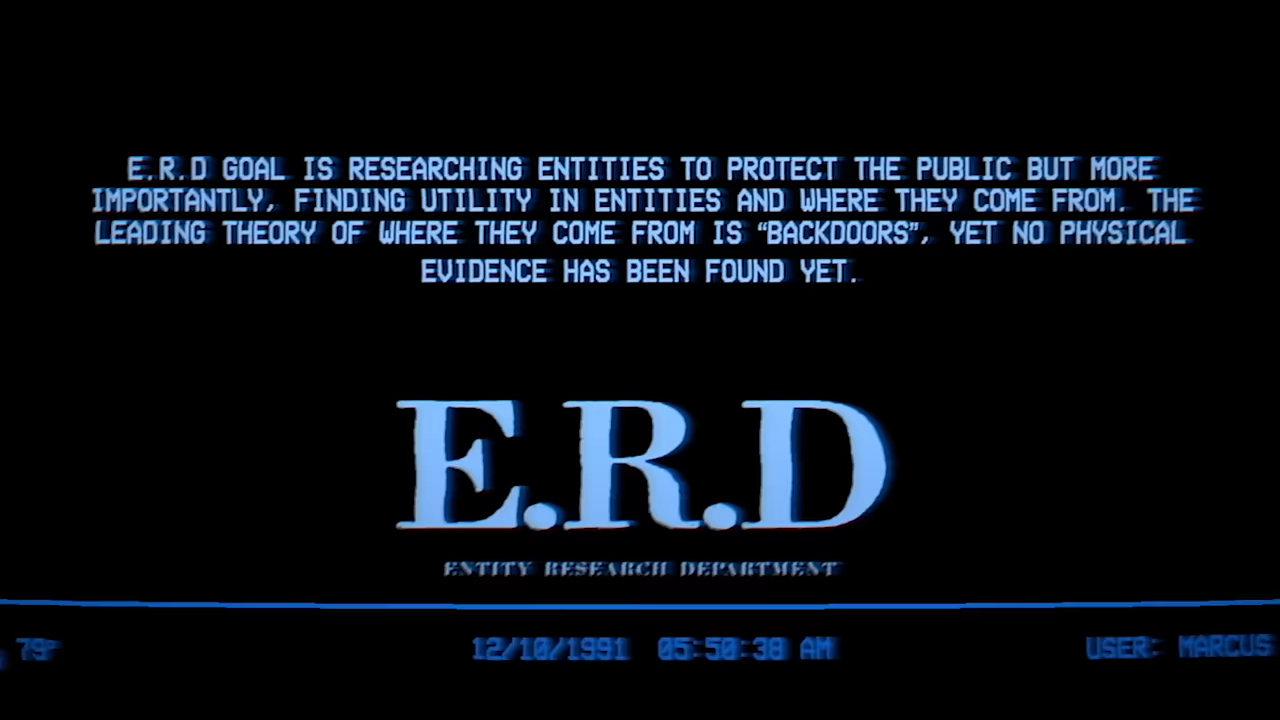 E.R.D GOAL IS RESEARCHING ENTITIES TO PROTECT THE PUBLIC BUT MORE
IMPORTANTLY, FINDING UTILITY IN ENTITIES AND WHERE THEY COME FROM. THE
LEADING THEORY OF WHERE THEY COME FROM IS “BACKDOORS”, YET NO PHYSICAL
EVIDENCE HAS BEEN FOUND YET.
E.R.D
ENTITY RESEARCH DEPARTMENT
79° 12/10/1991 05:50:38 AM USER: MARCUS